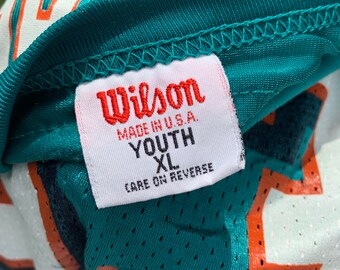 Wilson
MADE IN U.S.A.
YOUTH
XL
CARE ON REVERSE